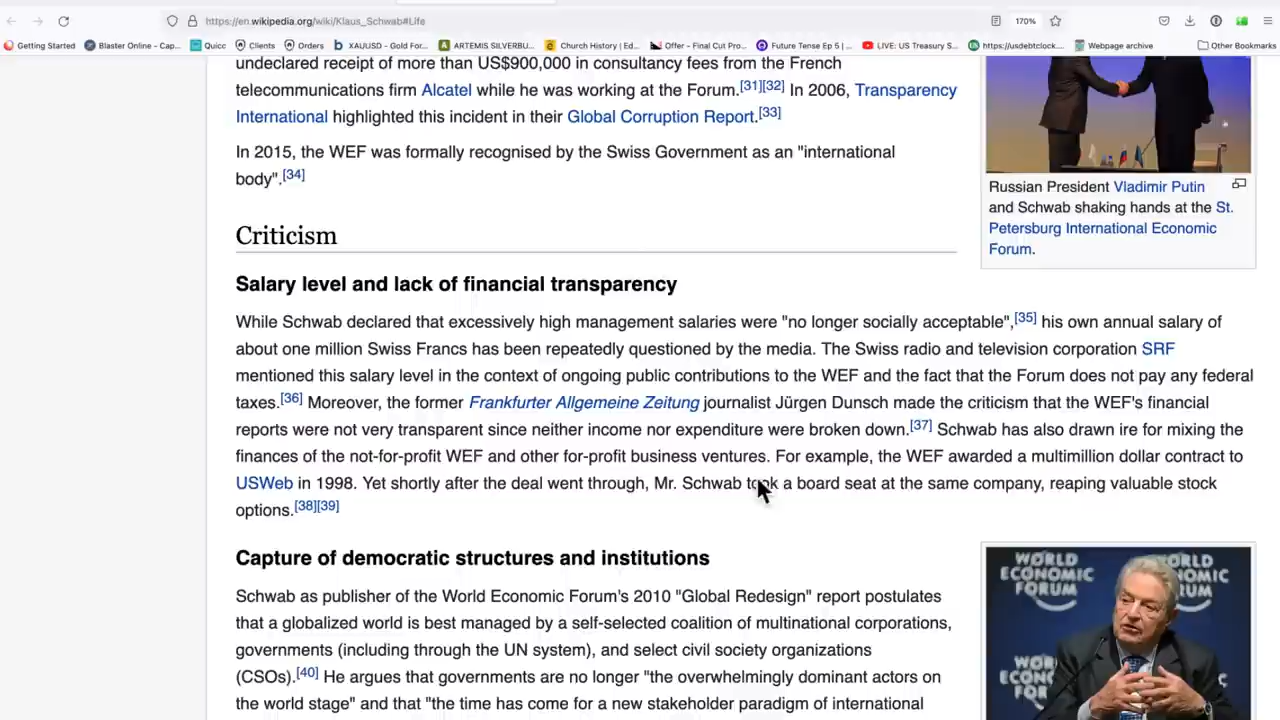 https://en.wikipedia.org/wiki/Klaus_Schwab#Life
170%
Getting Started
Blaster Online - Cap...
Quicc
Clients
Orders
XAUUSD - Gold For...
ARTEMIS SILVERBU...
Church History | Ed...
Offer - Final Cut Pro...
Future Tense Ep 5 | ...
LIVE: US Treasury S...
https://usdebtclock....
Webpage archive
Other Bookmarks
undeclared receipt of more than US$900,000 in consultancy fees from the French
telecommunications firm Alcatel while he was working at the Forum.[31][32] In 2006, Transparency
International highlighted this incident in their Global Corruption Report.[33]
In 2015, the WEF was formally recognised by the Swiss Government as an "international
body".[34]
Russian President Vladimir Putin
and Schwab shaking hands at the St.
Petersburg International Economic
Forum.
Criticism
Salary level and lack of financial transparency
While Schwab declared that excessively high management salaries were "no longer socially acceptable",[35] his own annual salary of
about one million Swiss Francs has been repeatedly questioned by the media. The Swiss radio and television corporation SRF
mentioned this salary level in the context of ongoing public contributions to the WEF and the fact that the Forum does not pay any federal
taxes.[36] Moreover, the former Frankfurter Allgemeine Zeitung journalist Jürgen Dunsch made the criticism that the WEF's financial
reports were not very transparent since neither income nor expenditure were broken down.[37] Schwab has also drawn ire for mixing the
finances of the not-for-profit WEF and other for-profit business ventures. For example, the WEF awarded a multimillion dollar contract to
USWeb in 1998. Yet shortly after the deal went through, Mr. Schwab took a board seat at the same company, reaping valuable stock
options.[38][39]
Capture of democratic structures and institutions
Schwab as publisher of the World Economic Forum's 2010 "Global Redesign" report postulates
that a globalized world is best managed by a self-selected coalition of multinational corporations,
governments (including through the UN system), and select civil society organizations
(CSOs).[40] He argues that governments are no longer "the overwhelmingly dominant actors on
the world stage" and that "the time has come for a new stakeholder paradigm of international
WORLD
ECONOMIC
FORUM